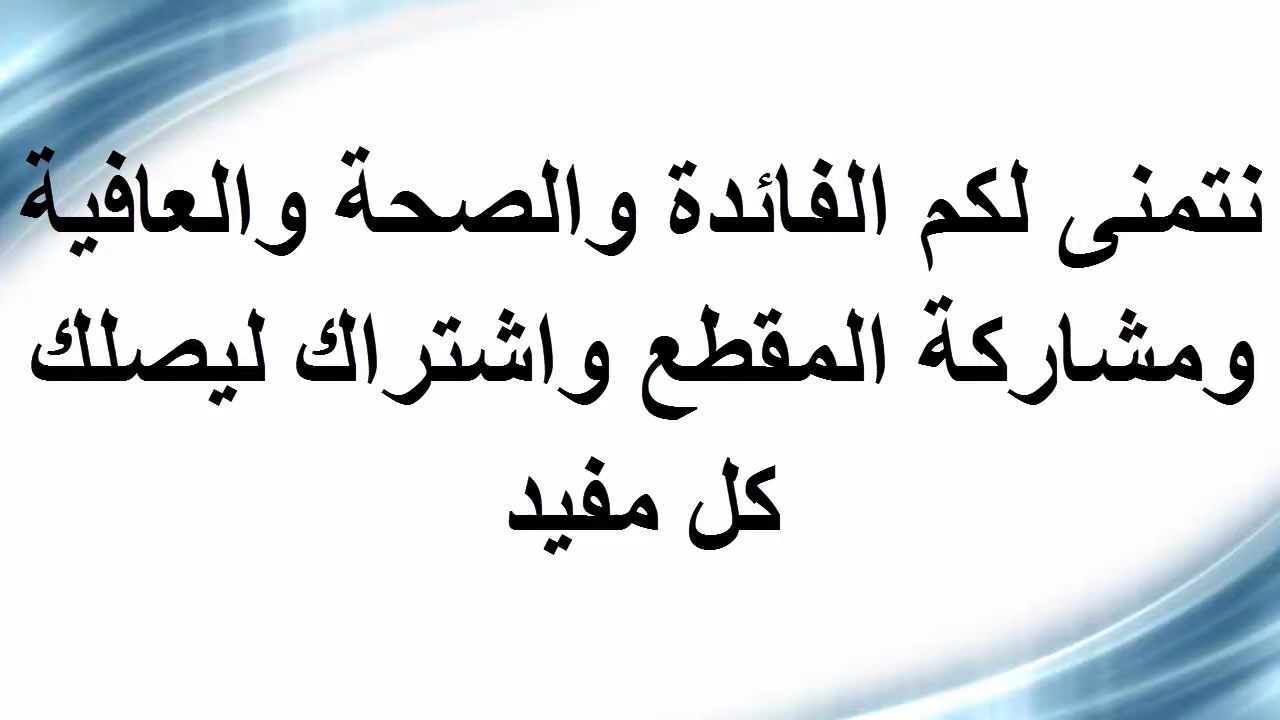 نتمنى لكم الفائدة والصحة والعافية
ومشاركة المقطع واشتراك ليصلك
كل مفيد